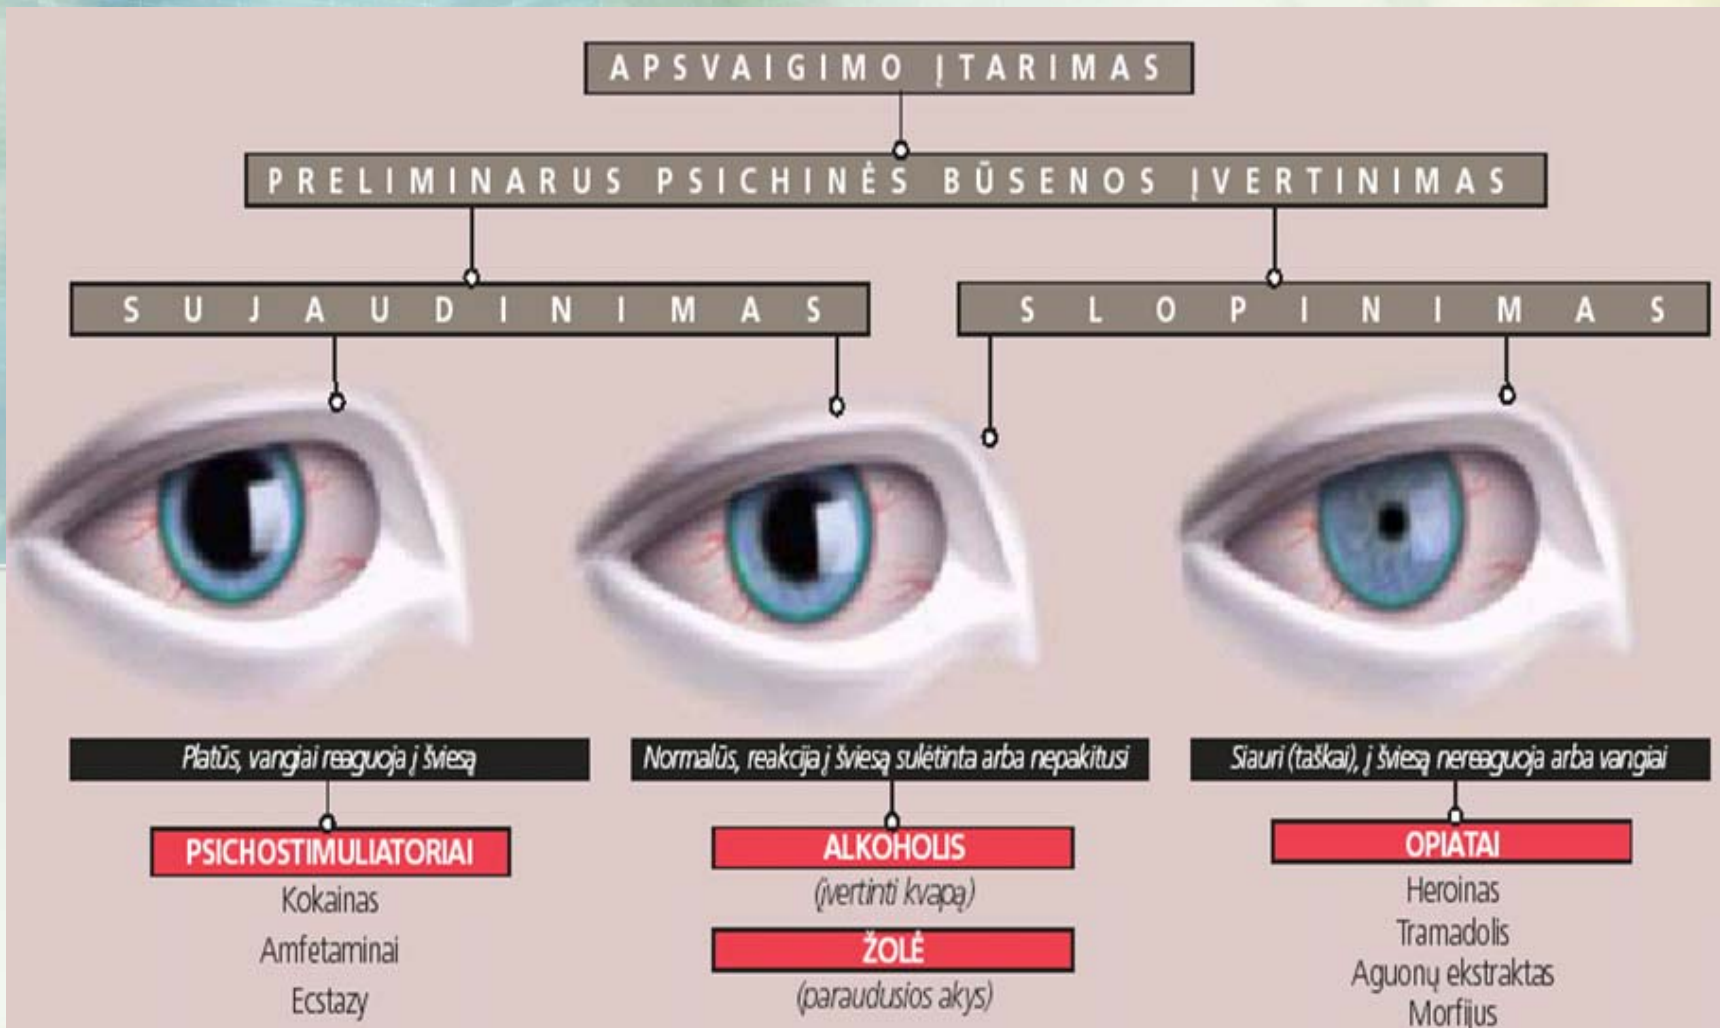 APSVAIGIMO ĮTARIMAS
PRELIMINARUS PSICHINĖS BŪSENOS ĮVERTINIMAS
SUJAUDINIMAS
SLOPINIMAS
Platūs, vangiai reaguoja į šviesą
Normalūs, reakcija į šviesą sulėtinta arba nepakitusi
Siauri (taškai), į šviesą nereaguoja arba vangiai
PSICHOSTIMULIATORIAI
Kokainas
Amfetaminai
Ecstazy
ALKOHOLIS
(įvertinti kvapą)
ŽOLĖ
(paraudusios akys)
OPIATAI
Heroinas
Tramadolis
Aguonų ekstraktas
Morfijus